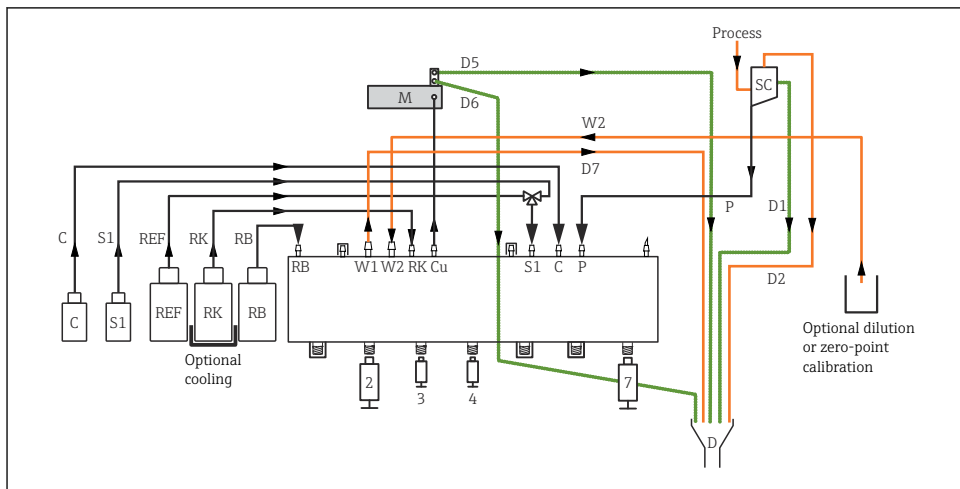 Process
D5
SC
D6
M
W2
D7
P
D1
C
S1
REF
RK
RB
RB
W1
W2
RK
Cu
S1
C
P
D2
C
S1
REF
RK
RB
Optional
cooling
Optional dilution
or zero-point
calibration
2
3
4
7
D